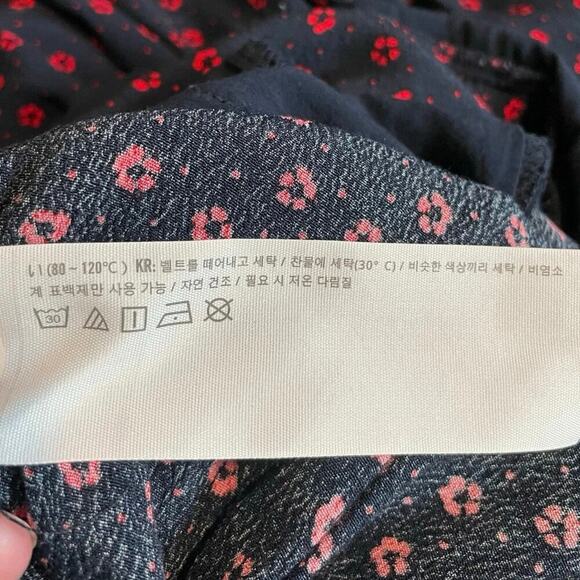 い (80 ~ 120°C) KR: 벨트를 떼어내고 세탁 / 찬물에 세탁(30° C) / 비슷한 색상끼리 세탁 / 비염소
계 표백제만 사용 가능 / 자연 건조 / 필요 시 저온 다림질
30